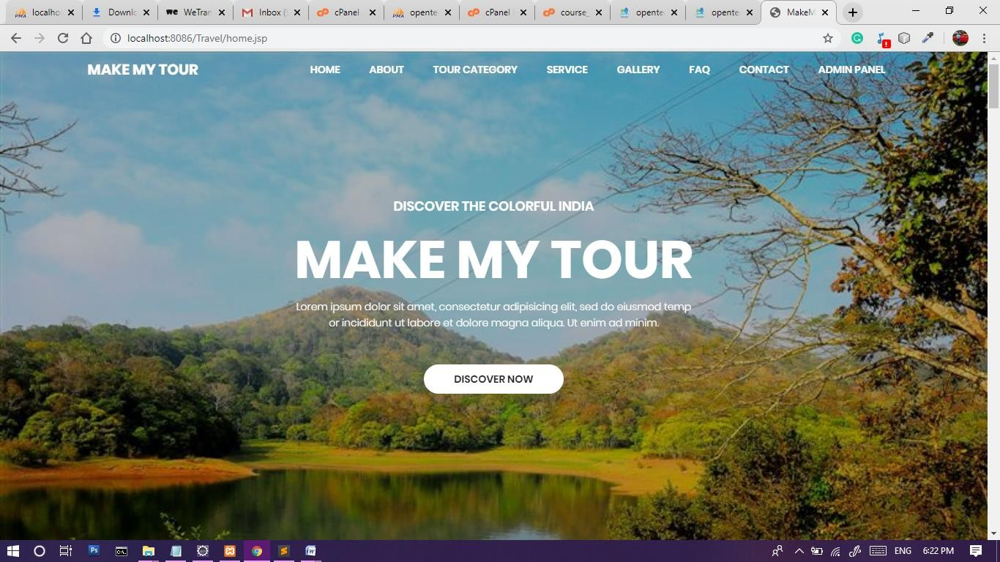 localho
Downlo
WeTran
Inbox (
cPanel
opente
cPanel
course_
opente
opente
MakeM
localhost:8086/Travel/home.jsp
MAKE MY TOUR
HOME
ABOUT
TOUR CATEGORY
SERVICE
GALLERY
FAQ
CONTACT
ADMIN PANEL
DISCOVER THE COLORFUL INDIA
MAKE MY TOUR
Lorem ipsum dolor sit amet, consectetur adipisicing elit, sed do eiusmod temp
or incididunt ut labore et dolore magna aliqua. Ut enim ad minim.
DISCOVER NOW
ENG
6:22 PM